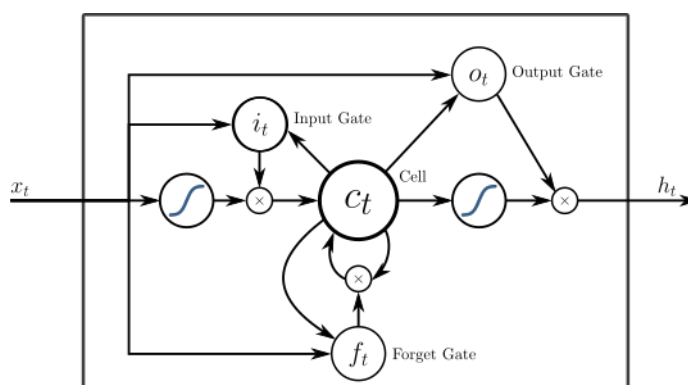 o_t Output Gate
i_t Input Gate
x_t
×
c_t
Cell
×
h_t
×
f_t Forget Gate